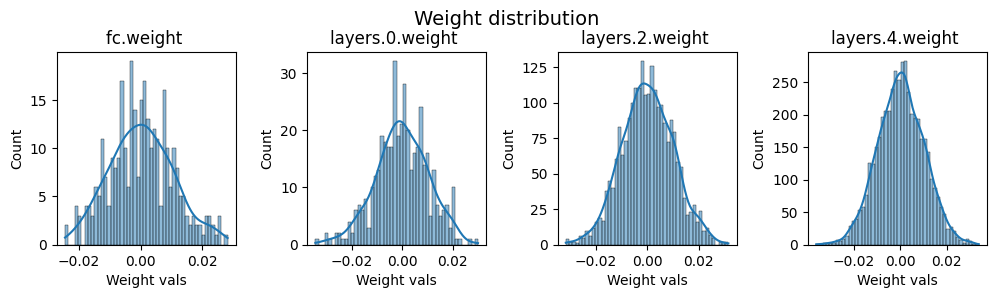 Weight distribution
fc.weight
layers.0.weight
layers.2.weight
layers.4.weight
Count
15
10
5
0
−0.02 0.00 0.02
Weight vals
Count
30
20
10
0
−0.02 0.00 0.02
Weight vals
Count
125
100
75
50
25
0
−0.02 0.00 0.02
Weight vals
Count
250
200
150
100
50
0
−0.02 0.00 0.02
Weight vals